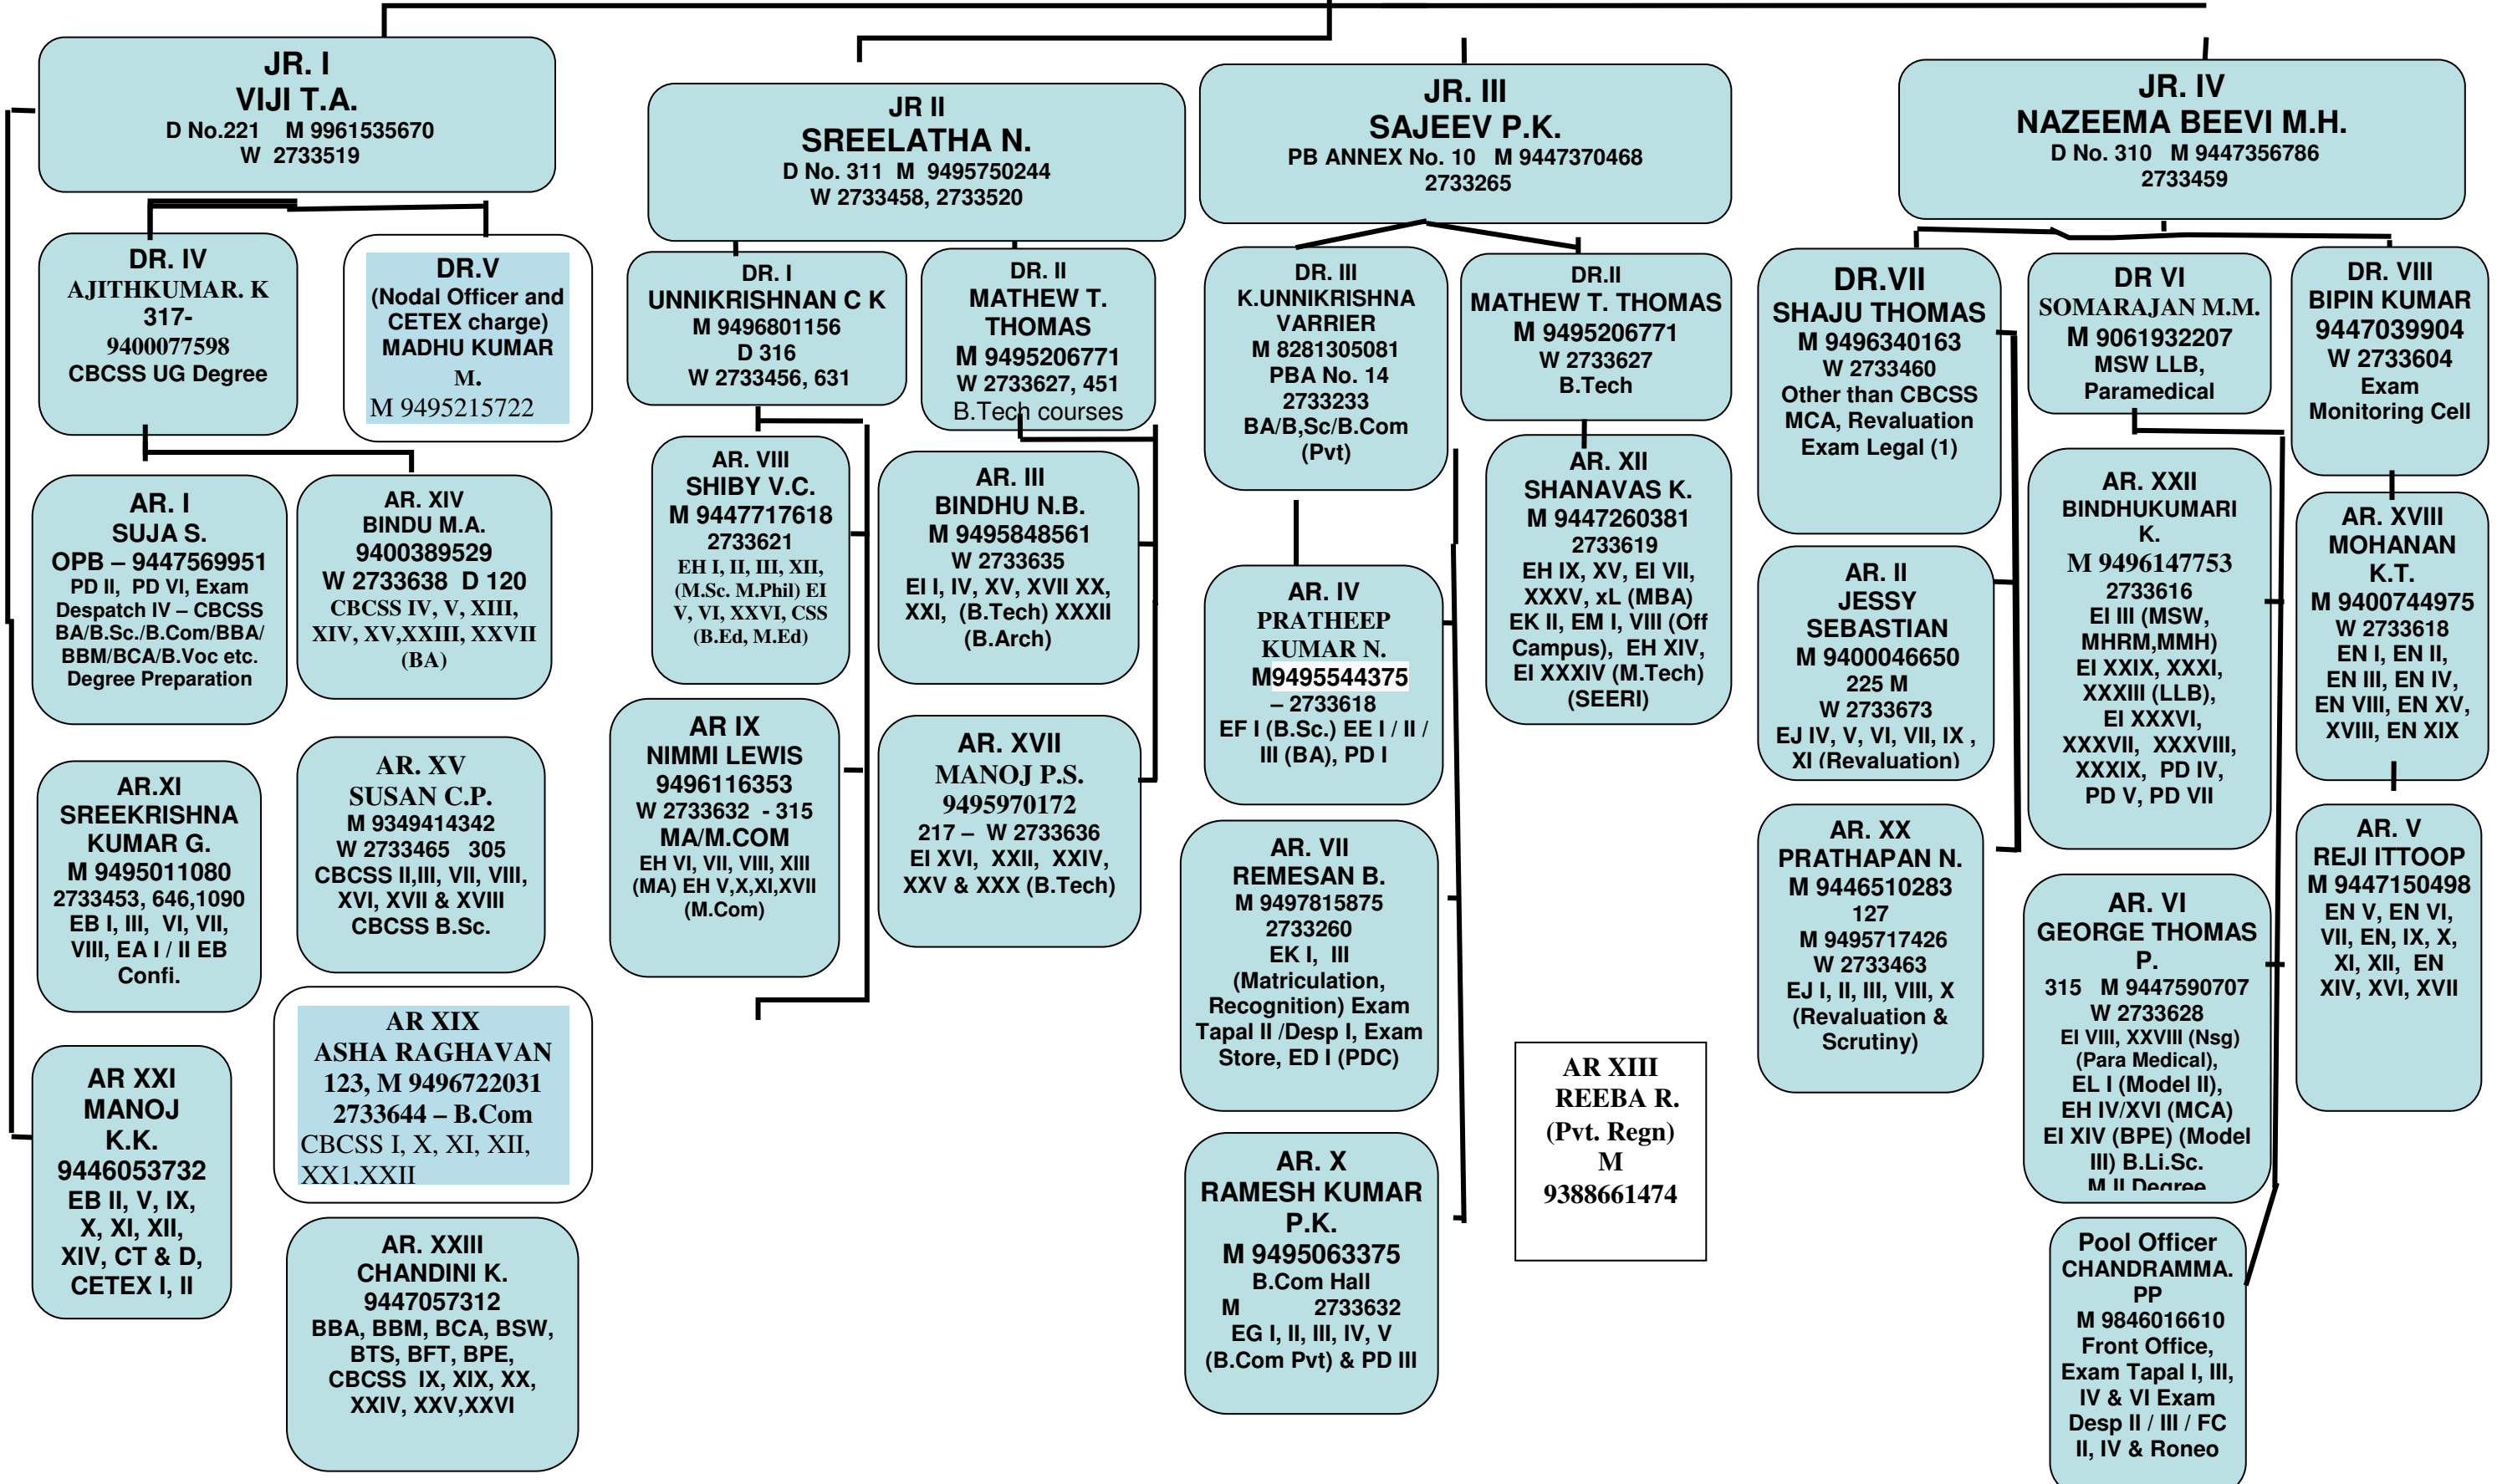 JR. I
VIJI T.A.
D No.221 M 9961535670
W 2733519
JR II
SREELATHA N.
D No. 311 M 9495750244
W 2733458, 2733520
JR. III
SAJEEV P.K.
PB ANNEX No. 10 M 9447370468
2733265
JR. IV
NAZEEMA BEEVI M.H.
D No. 310 M 9447356786
2733459
DR. IV
AJITHKUMAR. K
317-
9400077598
CBCSS UG Degree
DR.V
(Nodal Officer and
CETEX charge)
MADHU KUMAR
M.
M 9495215722
DR. I
UNNIKRISHNAN C K
M 9496801156
D 316
W 2733456, 631
DR. II
MATHEW T.
THOMAS
M 9495206771
W 2733627, 451
B.Tech courses
DR. III
K.UNNIKRISHNA
VARRIER
M 8281305081
PBA No. 14
2733233
BA/B,Sc/B.Com
(Pvt)
DR.II
MATHEW T. THOMAS
M 9495206771
W 2733627
B.Tech
DR.VII
SHAJU THOMAS
M 9496340163
W 2733460
Other than CBCSS
MCA, Revaluation
Exam Legal (1)
DR VI
SOMARAJAN M.M.
M 9061932207
MSW LLB,
Paramedical
DR. VIII
BIPIN KUMAR
9447039904
W 2733604
Exam
Monitoring Cell
AR. I
SUJA S.
OPB – 9447569951
PD II, PD VI, Exam
Despatch IV – CBCSS
BA/B.Sc./B.Com/BBA/
BBM/BCA/B.Voc etc.
Degree Preparation
AR. XIV
BINDU M.A.
9400389529
W 2733638 D 120
CBCSS IV, V, XIII,
XIV, XV,XXIII, XXVII
(BA)
AR. VIII
SHIBY V.C.
M 9447717618
2733621
EH I, II, III, XII,
(M.Sc. M.Phil) EI
V, VI, XXVI, CSS
(B.Ed, M.Ed)
AR. III
BINDHU N.B.
M 9495848561
W 2733635
EI I, IV, XV, XVII XX,
XXI, (B.Tech) XXXII
(B.Arch)
AR. IV
PRATHEEP
KUMAR N.
M9495544375
– 2733618
EF I (B.Sc.) EE I / II /
III (BA), PD I
AR. XII
SHANAVAS K.
M 9447260381
2733619
EH IX, XV, EI VII,
XXXV, xL (MBA)
EK II, EM I, VIII (Off
Campus), EH XIV,
EI XXXIV (M.Tech)
(SEERI)
AR. II
JESSY
SEBASTIAN
M 9400046650
225 M
W 2733673
EJ IV, V, VI, VII, IX ,
XI (Revaluation)
AR. XXII
BINDHUKUMARI
K.
M 9496147753
2733616
EI III (MSW,
MHRM,MMH)
EI XXIX, XXXI,
XXXIII (LLB),
EI XXXVI,
XXXVII, XXXVIII,
XXXIX, PD IV,
PD V, PD VII
AR. XVIII
MOHANAN
K.T.
M 9400744975
W 2733618
EN I, EN II,
EN III, EN IV,
EN VIII, EN XV,
XVIII, EN XIX
AR.XI
SREEKRISHNA
KUMAR G.
M 9495011080
2733453, 646,1090
EB I, III, VI, VII,
VIII, EA I / II EB
Confi.
AR. XV
SUSAN C.P.
M 9349414342
W 2733465 305
CBCSS II,III, VII, VIII,
XVI, XVII & XVIII
CBCSS B.Sc.
AR IX
NIMMI LEWIS
9496116353
W 2733632 - 315
MA/M.COM
EH VI, VII, VIII, XIII
(MA) EH V,X,XI,XVII
(M.Com)
AR. XVII
MANOJ P.S.
9495970172
217 – W 2733636
EI XVI, XXII, XXIV,
XXV & XXX (B.Tech)
AR. VII
REMESAN B.
M 9497815875
2733260
EK I, III
(Matriculation,
Recognition) Exam
Tapal II /Desp I, Exam
Store, ED I (PDC)
AR. XX
PRATHAPAN N.
M 9446510283
127
M 9495717426
W 2733463
EJ I, II, III, VIII, X
(Revaluation &
Scrutiny)
AR. VI
GEORGE THOMAS
P.
315 M 9447590707
W 2733628
EI VIII, XXVIII (Nsg)
(Para Medical),
EL I (Model II),
EH IV/XVI (MCA)
EI XIV (BPE) (Model
III) B.Li.Sc.
M II Degree
AR. V
REJI ITTOOP
M 9447150498
EN V, EN VI,
VII, EN, IX, X,
XI, XII, EN
XIV, XVI, XVII
AR XXI
MANOJ
K.K.
9446053732
EB II, V, IX,
X, XI, XII,
XIV, CT & D,
CETEX I, II
AR XIX
ASHA RAGHAVAN
123, M 9496722031
2733644 – B.Com
CBCSS I, X, XI, XII,
XX1,XXII
AR. XXIII
CHANDINI K.
9447057312
BBA, BBM, BCA, BSW,
BTS, BFT, BPE,
CBCSS IX, XIX, XX,
XXIV, XXV,XXVI
AR. X
RAMESH KUMAR
P.K.
M 9495063375
B.Com Hall
M 2733632
EG I, II, III, IV, V
(B.Com Pvt) & PD III
AR XIII
REEBA R.
(Pvt. Regn)
M
9388661474
Pool Officer
CHANDRAMMA.
PP
M 9846016610
Front Office,
Exam Tapal I, III,
IV & VI Exam
Desp II / III / FC
II, IV & Roneo